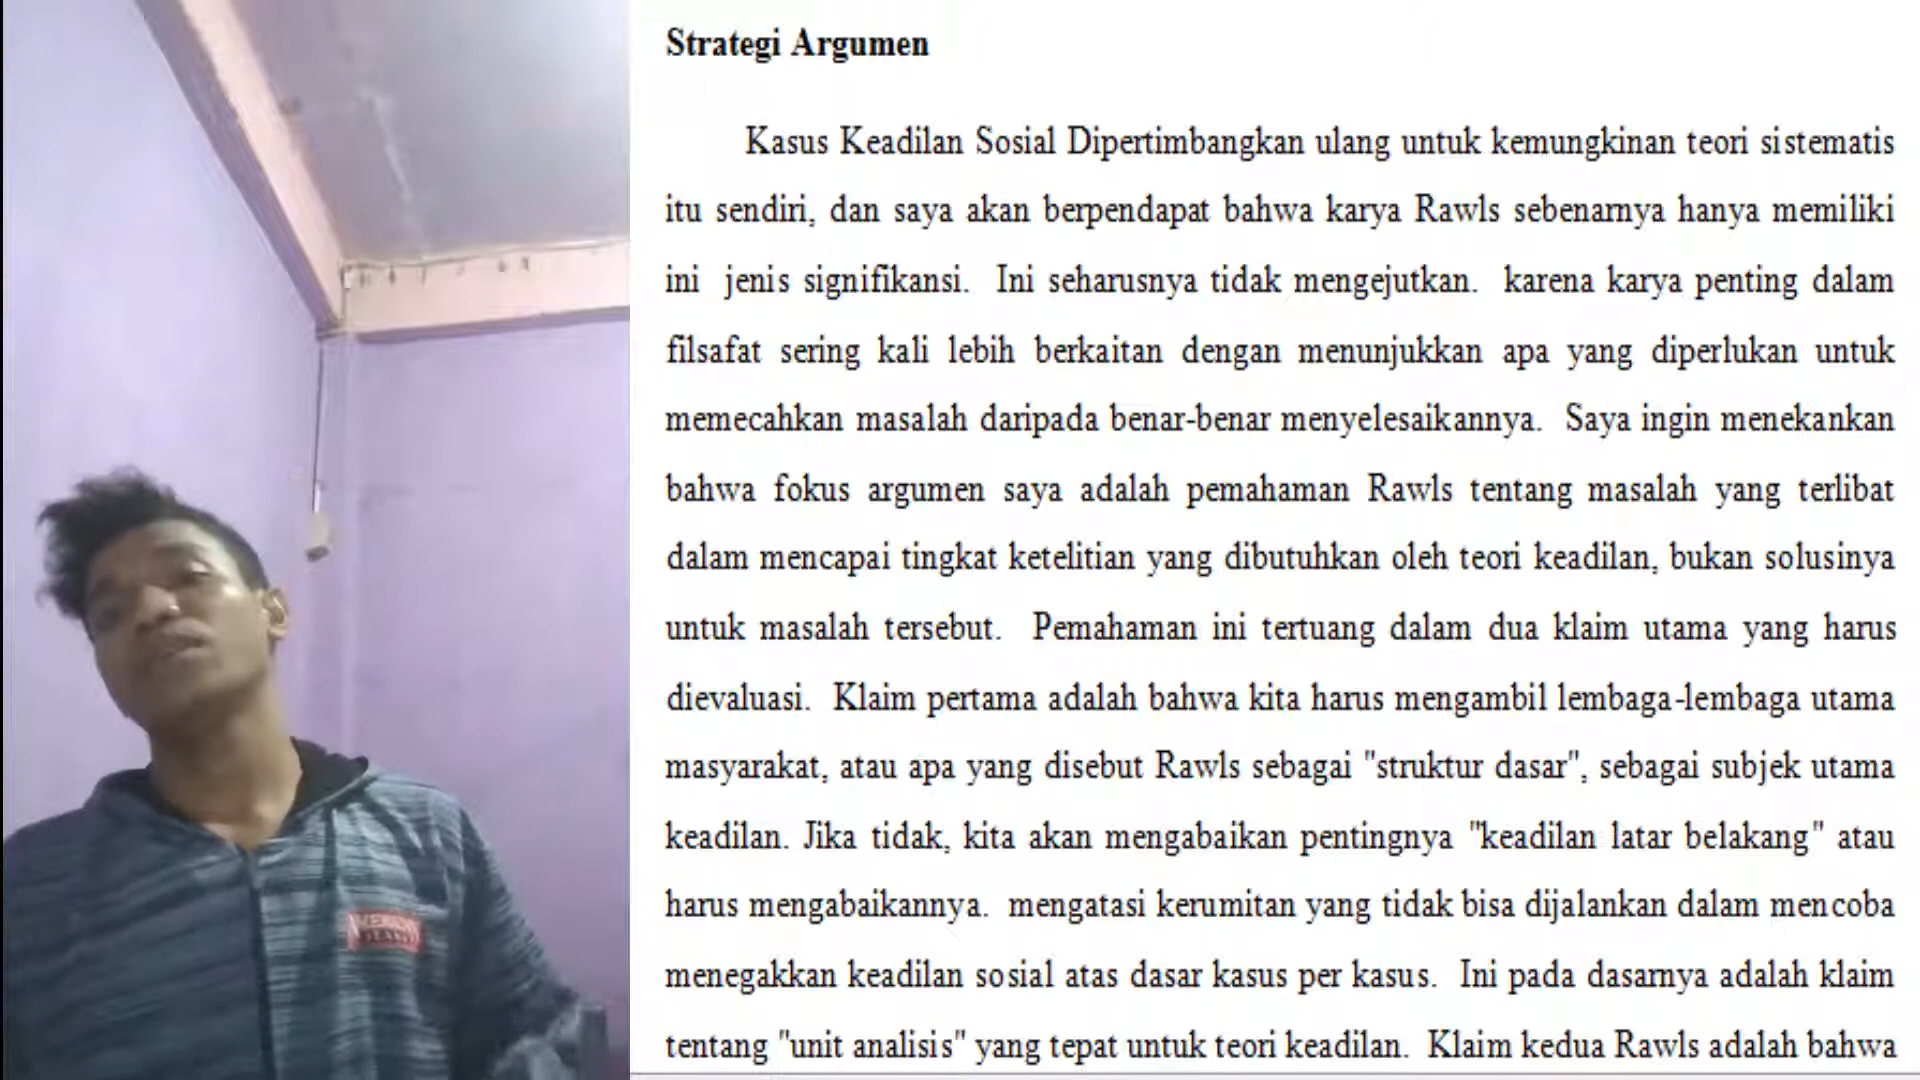 Strategi Argumen
Kasus Keadilan Sosial Dipertimbangkan ulang untuk kemungkinan teori sistematis
itu sendiri, dan saya akan berpendapat bahwa karya Rawls sebenarnya hanya memiliki
ini jenis signifikansi. Ini seharusnya tidak mengejutkan. karena karya penting dalam
filsafat sering kali lebih berkaitan dengan menunjukkan apa yang diperlukan untuk
memecahkan masalah daripada benar-benar menyelesaikannya. Saya ingin menekankan
bahwa fokus argumen saya adalah pemahaman Rawls tentang masalah yang terlibat
dalam mencapai tingkat ketelitian yang dibutuhkan oleh teori keadilan, bukan solusinya
untuk masalah tersebut. Pemahaman ini tertuang dalam dua klaim utama yang harus
dievaluasi. Klaim pertama adalah bahwa kita harus mengambil lembaga-lembaga utama
masyarakat, atau apa yang disebut Rawls sebagai "struktur dasar", sebagai subjek utama
keadilan. Jika tidak, kita akan mengabaikan pentingnya "keadilan latar belakang" atau
harus mengabaikannya. mengatasi kerumitan yang tidak bisa dijalankan dalam mencoba
menegakkan keadilan sosial atas dasar kasus per kasus. Ini pada dasarnya adalah klaim
tentang "unit analisis" yang tepat untuk teori keadilan. Klaim kedua Rawls adalah bahwa